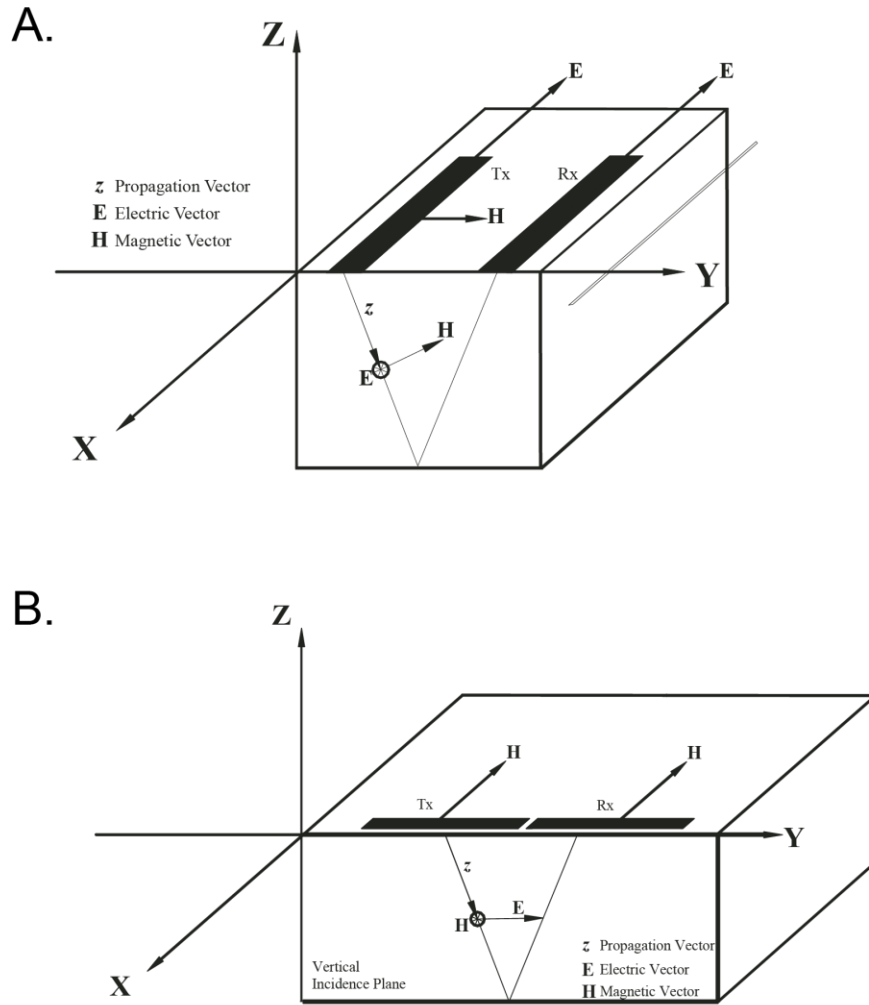 A.
Z
E
E
z Propagation Vector
E Electric Vector
H Magnetic Vector
Tx
Rx
H
Y
z
H
E
X
B.
Z
H
H
Tx
Rx
Y
z
E
H
X
Vertical
Incidence Plane
z Propagation Vector
E Electric Vector
H Magnetic Vector